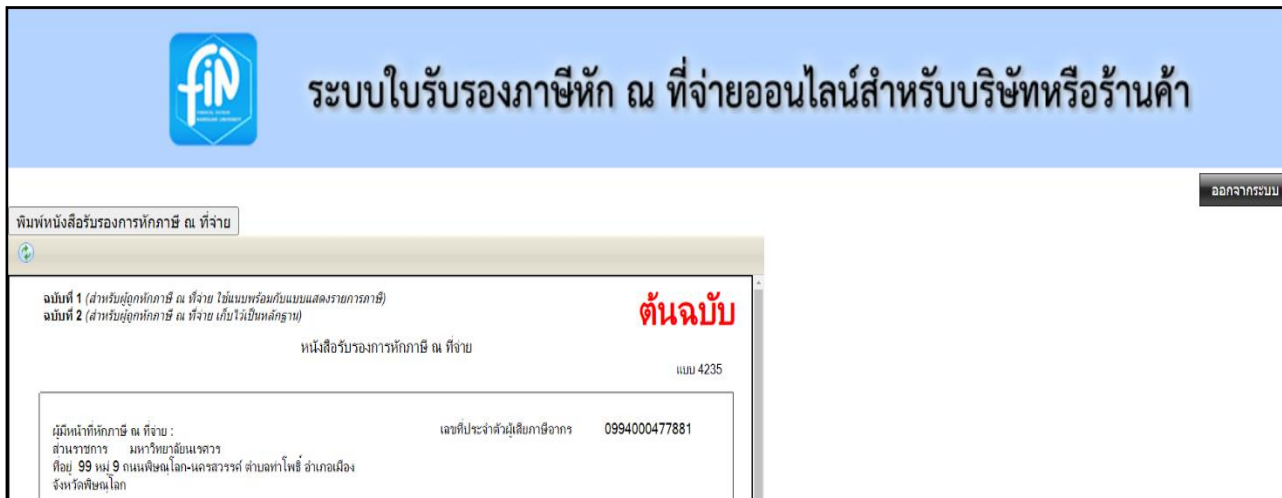 fiN
ระบบใบรับรองภาษีหัก ณ ที่จ่ายออนไลน์สำหรับบริษัทหรือร้านค้า
ออกจากระบบ
พิมพ์หนังสือรับรองการหักภาษี ณ ที่จ่าย
ฉบับที่ 1 (สำหรับผู้ถูกหักภาษี ณ ที่จ่าย ใช้แนบพร้อมกับแบบแสดงรายการภาษี)
ฉบับที่ 2 (สำหรับผู้ถูกหักภาษี ณ ที่จ่าย เก็บไว้เป็นหลักฐาน)
ต้นฉบับ
หนังสือรับรองการหักภาษี ณ ที่จ่าย
แบบ 4235
ผู้มีหน้าที่หักภาษี ณ ที่จ่าย : เลขที่ประจำตัวผู้เสียภาษีอากร 0994000477881
ส่วนราชการ มหาวิทยาลัยนเรศวร
ที่อยู่ 99 หมู่ 9 ถนนพิษณุโลก-นครสวรรค์ ตำบลท่าโพธิ์ อำเภอเมือง
จังหวัดพิษณุโลก